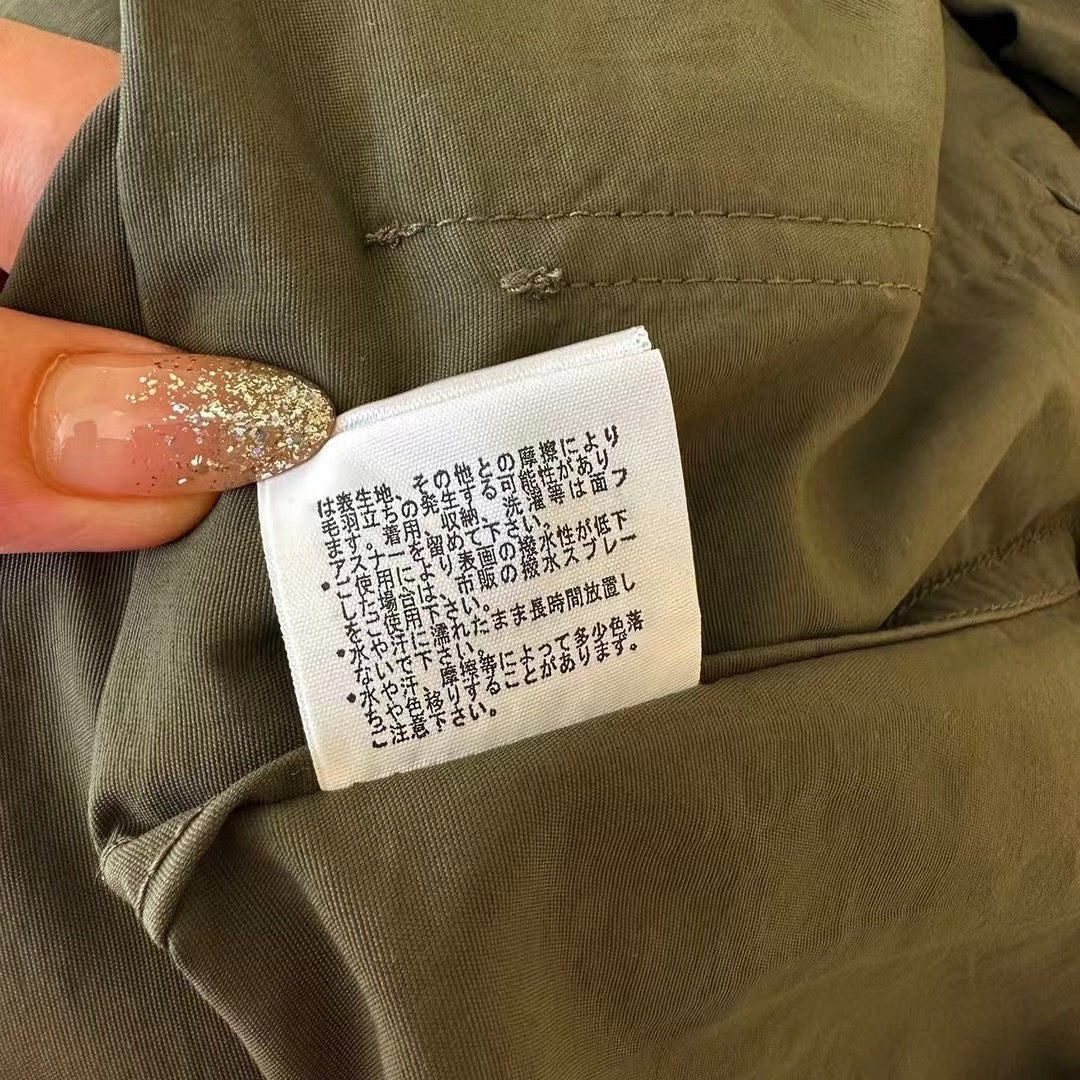 は表地、その他との摩擦により
毛羽立ちの発生する可能性があり
ます。着用、収納、洗濯等は面フ
ァスナーを留めて下さい。
・ご使用により表面の撥水性が低下
した場合は、市販の撥水スプレー
をご使用下さい。
・水や汗に濡れたまま長時間放置し
ないで下さい。
・水や汗、摩擦等によって多少色落
ちや色移りすることがあります。
ご注意下さい。